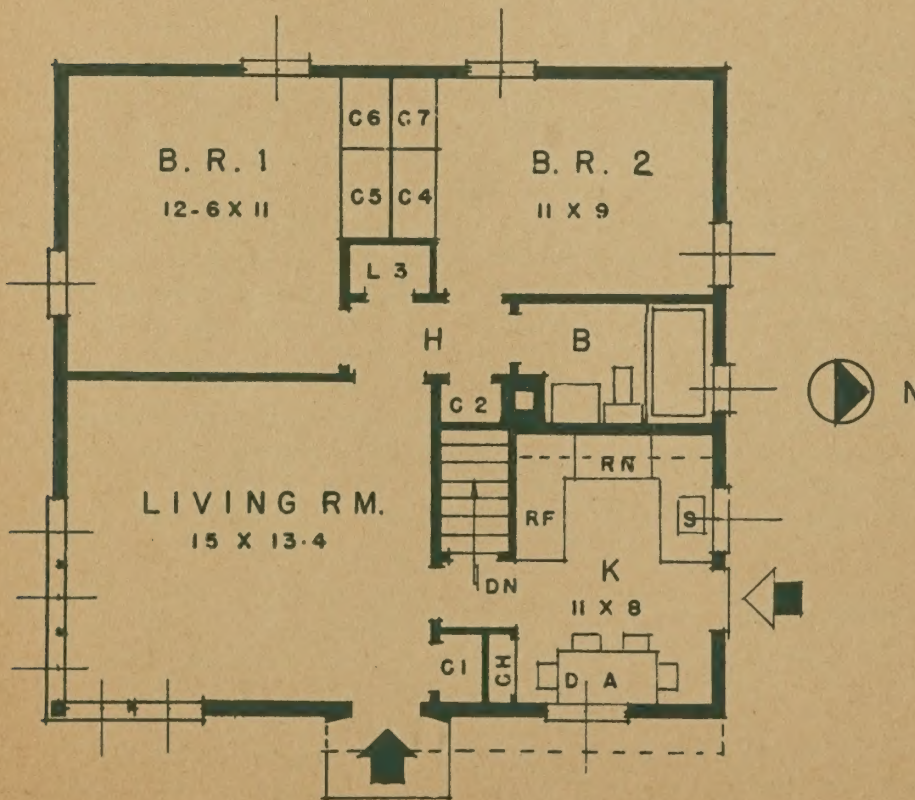 C6 C7
B. R. 1
12-6 X 11
B. R. 2
11 X 9
C5 C4
L 3
H
B
N
C2
RN
LIVING RM.
15 X 13-4
RF
S
DN
K
11 X 8
C1
CH
D A